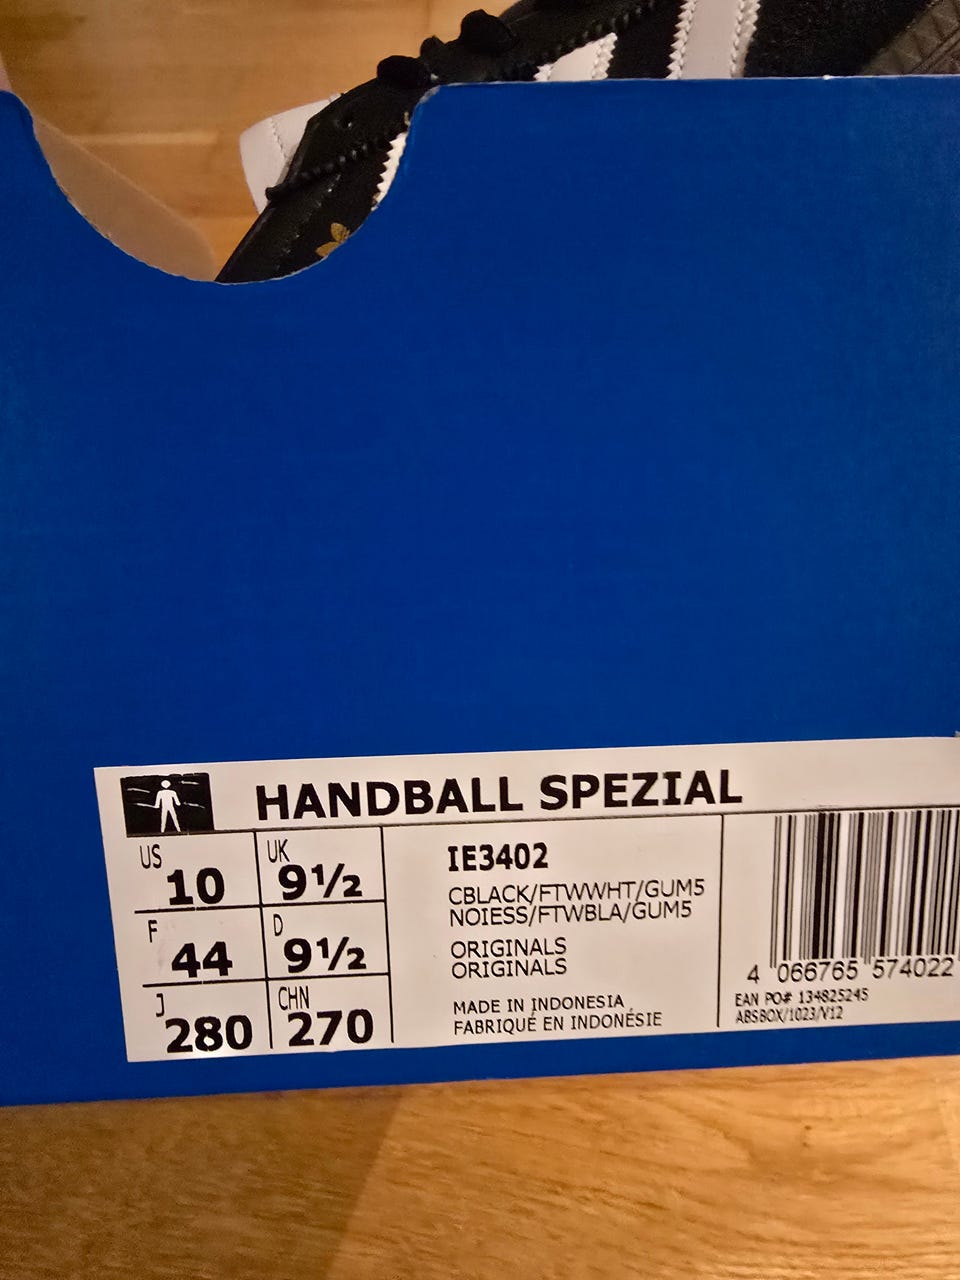 HANDBALL SPEZIAL
US 10
UK 9½
F 44
D 9½
J 280
CHN 270
IE3402
CBLACK/FTWWHT/GUM5
NOIESS/FTWBLA/GUM5
ORIGINALS
ORIGINALS
MADE IN INDONESIA
FABRIQUÉ EN INDONÉSIE
4 066765 574022
EAN PO# 134825245
ABSBOX/1023/V12